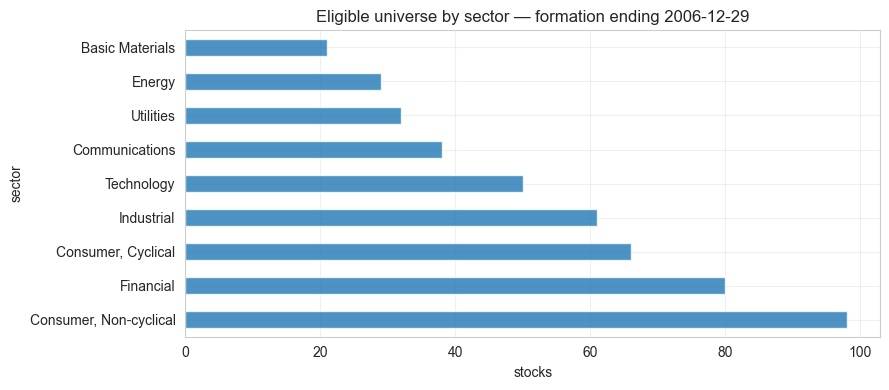 Eligible universe by sector — formation ending 2006-12-29
sector
Basic Materials
Energy
Utilities
Communications
Technology
Industrial
Consumer, Cyclical
Financial
Consumer, Non-cyclical
0 20 40 60 80 100
stocks